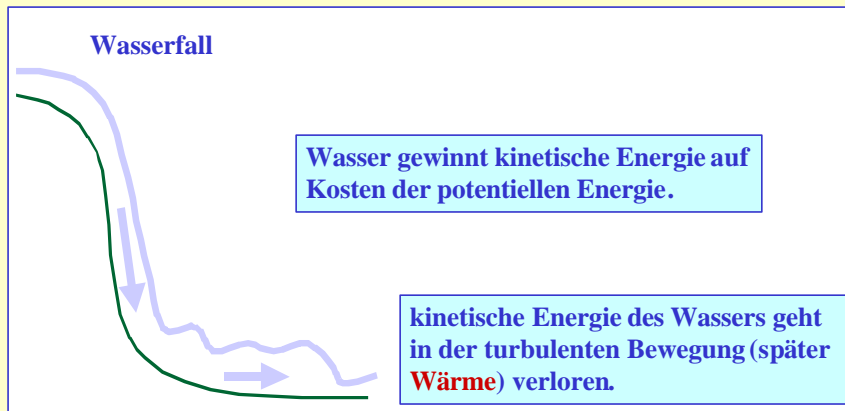 Wasserfall
Wasser gewinnt kinetische Energie auf
Kosten der potentiellen Energie.
kinetische Energie des Wassers geht
in der turbulenten Bewegung (später
Wärme) verloren.